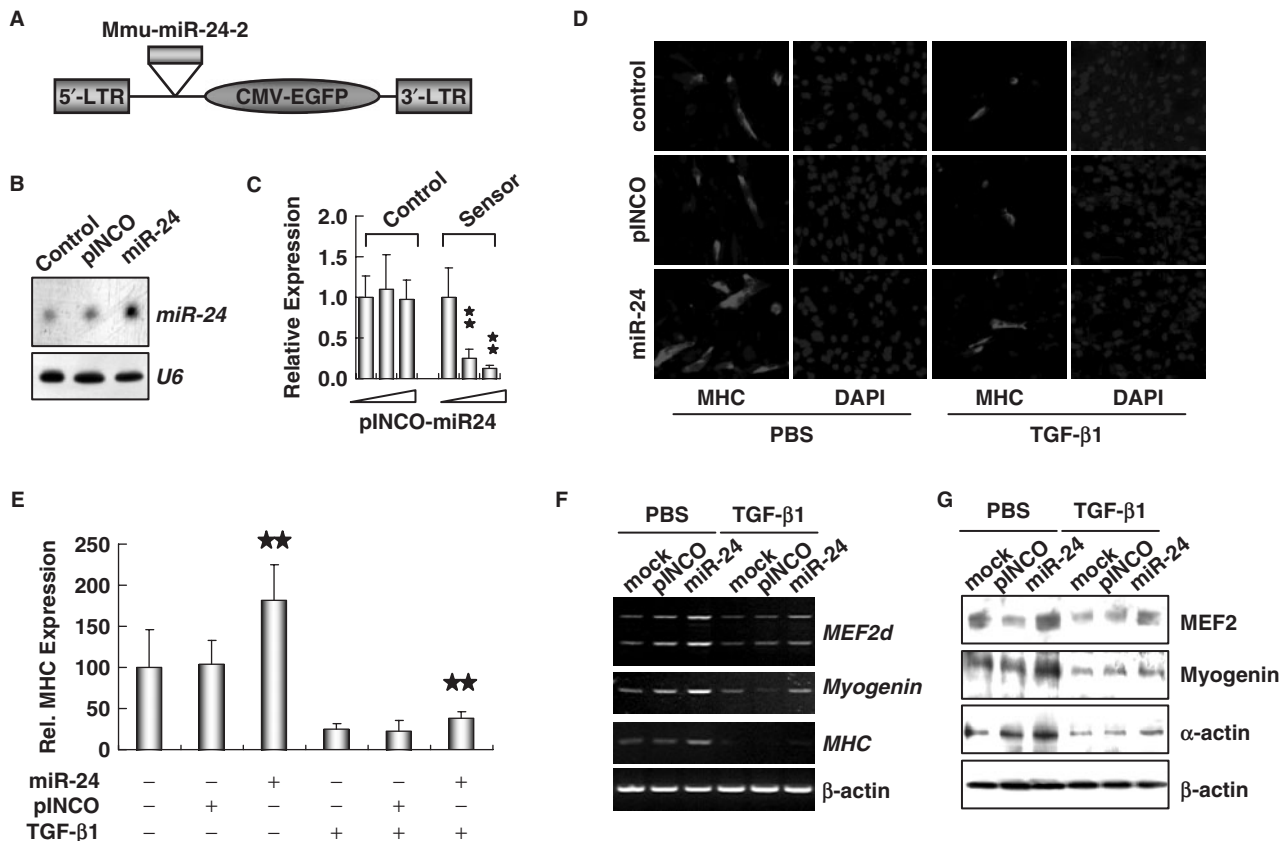 A
Mmu-miR-24-2
5′-LTR
CMV-EGFP
3′-LTR
B
Control
pINCO
miR-24
miR-24
U6
C
Control
Sensor
Relative Expression
2.0
1.5
1.0
0.5
0.0
★★
★★
pINCO-miR24
D
control
pINCO
miR-24
MHC DAPI MHC DAPI
PBS TGF-β1
E
Rel. MHC Expression
250
200
150
100
50
0
★★
★★
miR-24 – – + – – +
pINCO – + – – + –
TGF-β1 – – – + + +
F
PBS TGF-β1
mock pINCO miR-24 mock pINCO miR-24
MEF2d
Myogenin
MHC
β-actin
G
PBS TGF-β1
mock pINCO miR-24 mock pINCO miR-24
MEF2
Myogenin
α-actin
β-actin